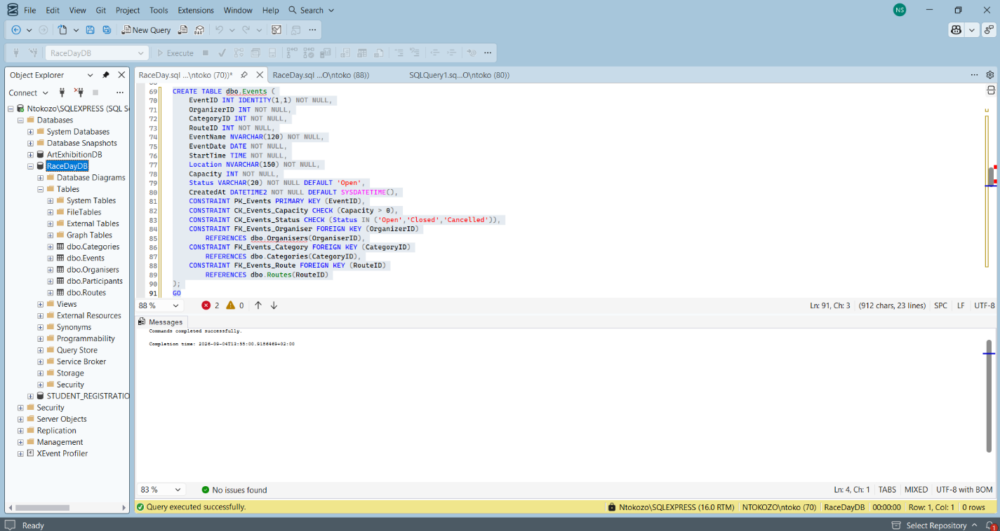 File Edit View Git Project Tools Extensions Window Help Search NS
New Query
RaceDayDB Execute
Object Explorer
Connect
Ntokozo\SQLEXPRESS (SQL S
Databases
System Databases
Database Snapshots
ArtExhibitionDB
RaceDayDB
Database Diagrams
Tables
System Tables
FileTables
External Tables
Graph Tables
dbo.Categories
dbo.Events
dbo.Organisers
dbo.Participants
dbo.Routes
Views
External Resources
Synonyms
Programmability
Query Store
Service Broker
Storage
Security
STUDENT_REGISTRATIO
Security
Server Objects
Replication
Management
XEvent Profiler
RaceDay.sql ...\ntoko (70))* RaceDay.sql ...O\ntoko (88)) SQLQuery1.sq...O\ntoko (80))
69 CREATE TABLE dbo.Events (
70 EventID INT IDENTITY(1,1) NOT NULL,
71 OrganizerID INT NOT NULL,
72 CategoryID INT NOT NULL,
73 RouteID INT NOT NULL,
74 EventName NVARCHAR(120) NOT NULL,
75 EventDate DATE NOT NULL,
76 StartTime TIME NOT NULL,
77 Location NVARCHAR(150) NOT NULL,
78 Capacity INT NOT NULL,
79 Status VARCHAR(20) NOT NULL DEFAULT 'Open',
80 CreatedAt DATETIME2 NOT NULL DEFAULT SYSDATETIME(),
81 CONSTRAINT PK_Events PRIMARY KEY (EventID),
82 CONSTRAINT CK_Events_Capacity CHECK (Capacity > 0),
83 CONSTRAINT CK_Events_Status CHECK (Status IN ('Open','Closed','Cancelled')),
84 CONSTRAINT FK_Events_Organiser FOREIGN KEY (OrganizerID)
85 REFERENCES dbo.Organisers(OrganiserID),
86 CONSTRAINT FK_Events_Category FOREIGN KEY (CategoryID)
87 REFERENCES dbo.Categories(CategoryID),
88 CONSTRAINT FK_Events_Route FOREIGN KEY (RouteID)
89 REFERENCES dbo.Routes(RouteID)
90 );
91 GO
88 % 2 0 Ln: 91, Ch: 3 (912 chars, 23 lines) SPC LF UTF-8
Messages
Commands completed successfully.
Completion time: 2026-09-04T13:55:00.9186469+02:00
83 % No issues found Ln: 4, Ch: 1 TABS MIXED UTF-8 with BOM
Query executed successfully. Ntokozo\SQLEXPRESS (16.0 RTM) NTOKOZO\ntoko (70) RaceDayDB 00:00:00 Row: 1, Col: 1 0 rows
Ready Select Repository 1